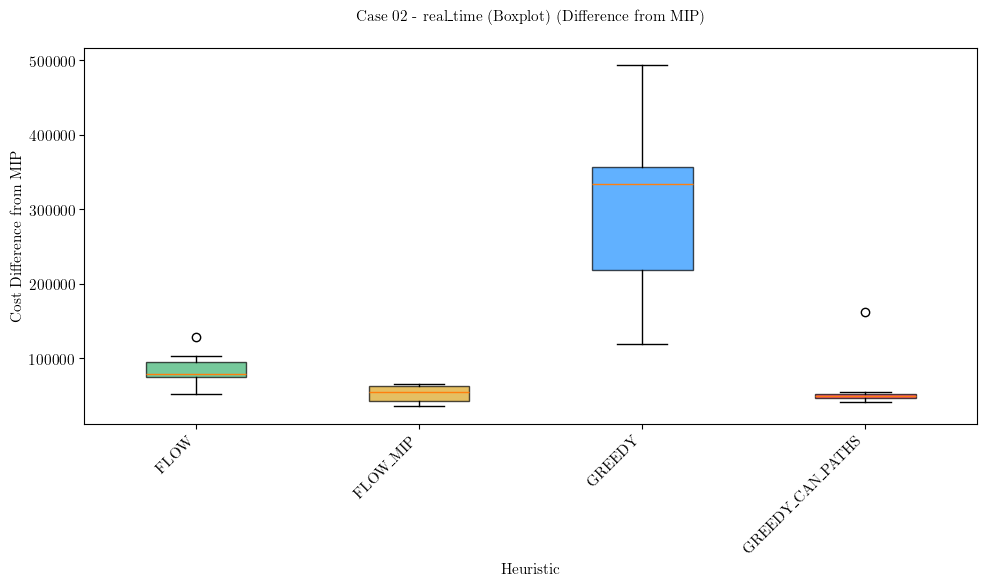 Case 02 - real_time (Boxplot) (Difference from MIP)
500000
400000
300000
200000
100000
Cost Difference from MIP
FLOW
FLOW_MIP
GREEDY
GREEDY_CAN_PATHS
Heuristic